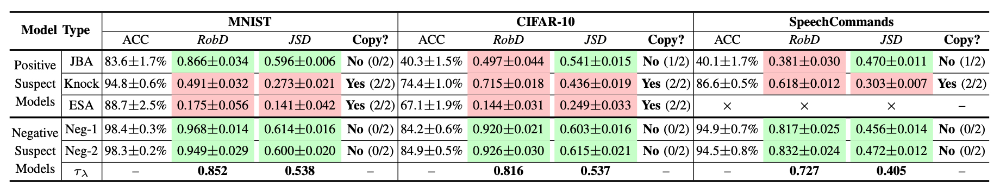 Model Type MNIST CIFAR-10 SpeechCommands
ACC RobD JSD Copy? ACC RobD JSD Copy? ACC RobD JSD Copy?
Positive Suspect Models JBA 83.6±1.7% 0.866±0.034 0.596±0.006 No (0/2) 40.3±1.5% 0.497±0.044 0.541±0.015 No (1/2) 40.1±1.7% 0.381±0.030 0.470±0.011 No (1/2)
Knock 94.8±0.6% 0.491±0.032 0.273±0.021 Yes (2/2) 74.4±1.0% 0.715±0.018 0.436±0.019 Yes (2/2) 86.6±0.5% 0.618±0.012 0.303±0.007 Yes (2/2)
ESA 88.7±2.5% 0.175±0.056 0.141±0.042 Yes (2/2) 67.1±1.9% 0.144±0.031 0.249±0.033 Yes (2/2) × × × –
Negative Suspect Models Neg-1 98.4±0.3% 0.968±0.014 0.614±0.016 No (0/2) 84.2±0.6% 0.920±0.021 0.603±0.016 No (0/2) 94.9±0.7% 0.817±0.025 0.456±0.014 No (0/2)
Neg-2 98.3±0.2% 0.949±0.029 0.600±0.020 No (0/2) 84.9±0.5% 0.926±0.030 0.615±0.021 No (0/2) 94.5±0.8% 0.832±0.024 0.472±0.012 No (0/2)
τλ – 0.852 0.538 – – 0.816 0.537 – – 0.727 0.405 –